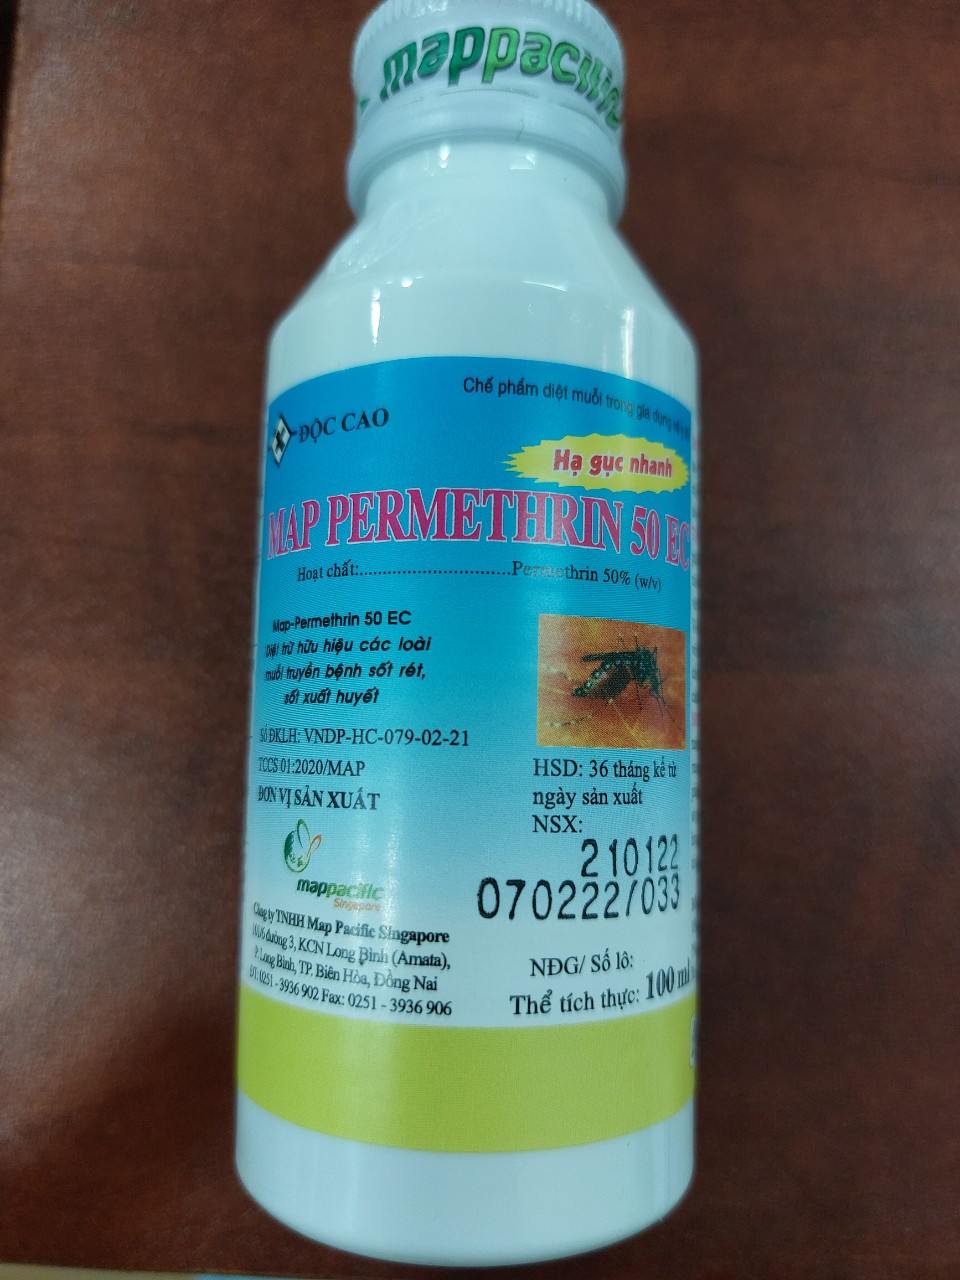 mappacific
Chế phẩm diệt muỗi trong gia dụng và y
ĐỘC CAO
Hạ gục nhanh
MAP PERMETHRIN 50 EC
Hoạt chất:..............................Permethrin 50% (w/v)
Map-Permethrin 50 EC
Diệt trừ hữu hiệu các loài
muỗi truyền bệnh sốt rét,
sốt xuất huyết
Số ĐKLH: VNDP-HC-079-02-21
TCCS 01:2020/MAP
ĐƠN VỊ SẢN XUẤT
mappacific
Singapore
Công ty TNHH Map Pacific Singapore
đường 3, KCN Long Bình (Amata),
P. Long Bình, TP. Biên Hòa, Đồng Nai
ĐT: 0251 - 3936 902 Fax: 0251 - 3936 906
HSD: 36 tháng kể từ
ngày sản xuất
NSX:
210122
070222/033
NĐG/ Số lô:
Thể tích thực: 100 ml